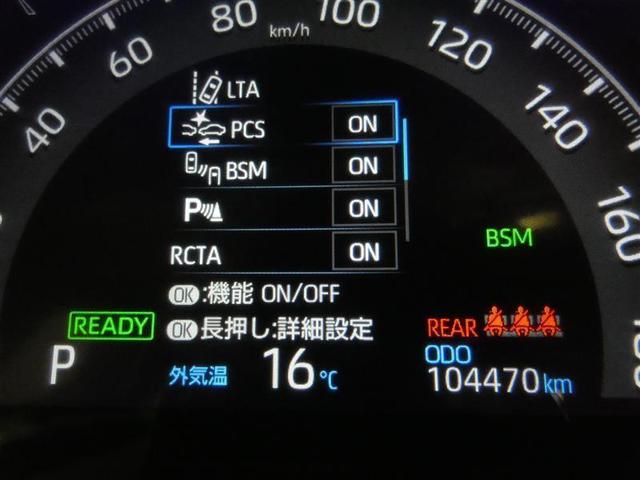 40
60
80
100
120
140
160
km/h
LTA
PCS ON
BSM ON
P ON
RCTA ON
BSM
OK:機能 ON/OFF
OK長押し:詳細設定
READY
P
外気温 16℃
REAR
ODO
104470km